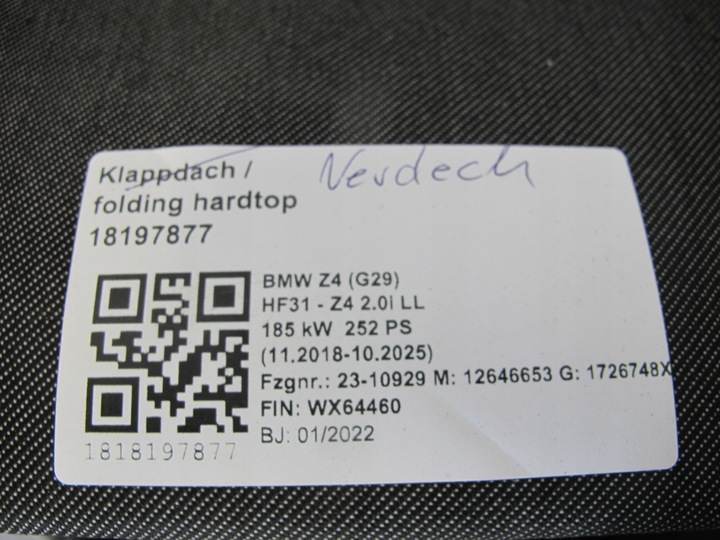 Klappdach / Verdeck
folding hardtop
18197877
BMW Z4 (G29)
HF31 - Z4 2.0i LL
185 kW 252 PS
(11.2018-10.2025)
Fzgnr.: 23-10929 M: 12646653 G: 1726748X
FIN: WX64460
BJ: 01/2022
1818197877